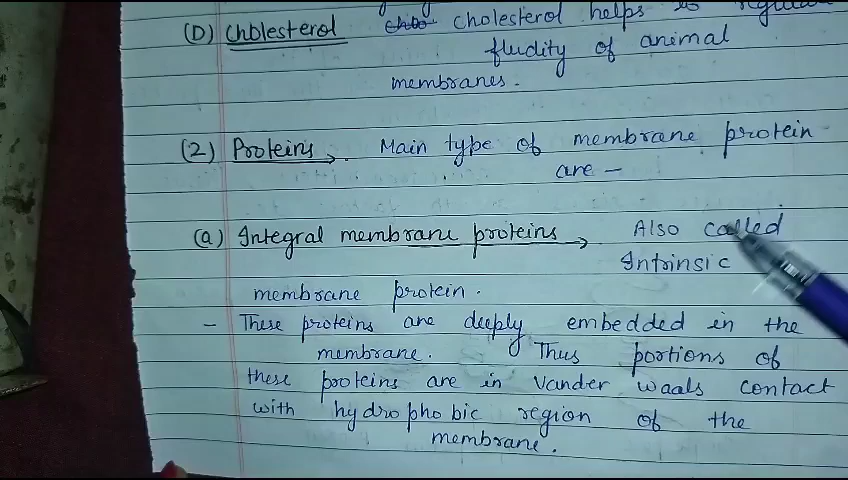 (D) Cholesterol cholesterol helps
fludity of animal
membranes.
(2) Proteins → Main type of membrane protein
are –
(a) Integral membrane proteins → Also called
Intrinsic
membrane protein.
– These proteins are deeply embedded in the
membrane. Thus portions of
these proteins are in Vander waals contact
with hydrophobic region of the
membrane.